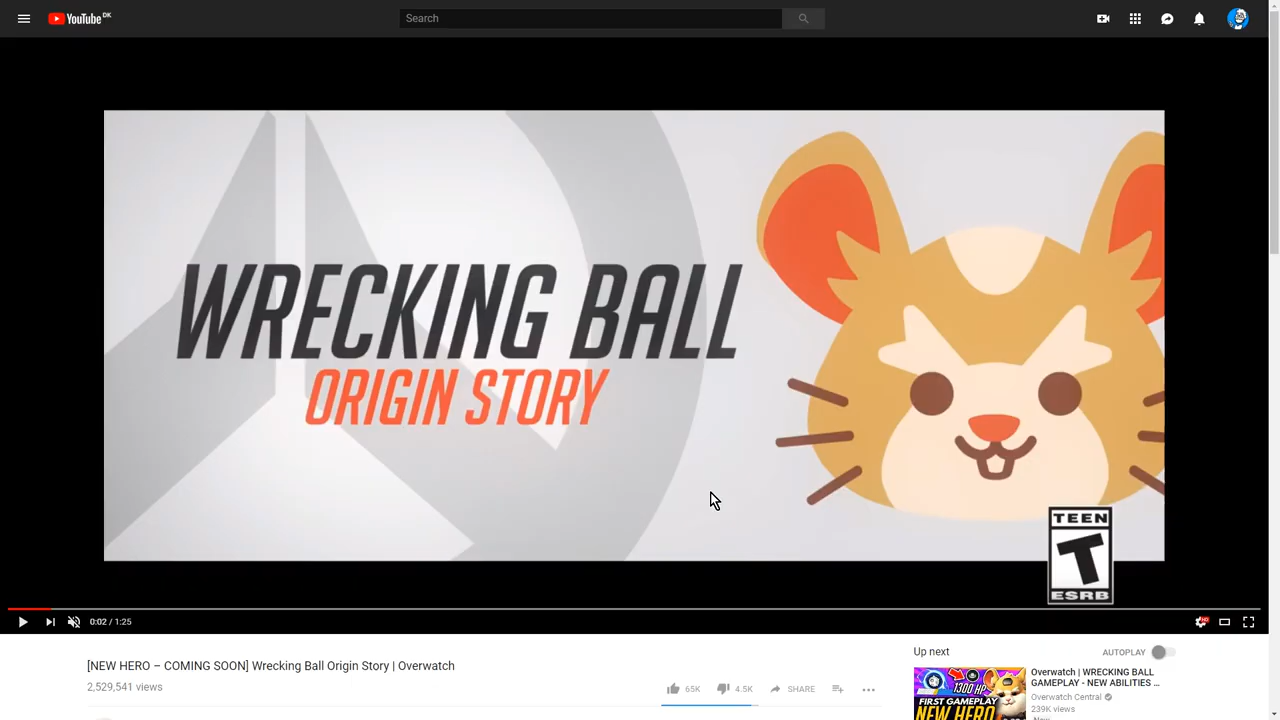 YouTube DK
Search
WRECKING BALL
ORIGIN STORY
TEEN
T
ESRB
0:02 / 1:25
HD
[NEW HERO – COMING SOON] Wrecking Ball Origin Story | Overwatch
2,529,541 views
65K
4.5K
SHARE
Up next
AUTOPLAY
1300 HP
FIRST GAMEPLAY
NEW HERO
Overwatch | WRECKING BALL
GAMEPLAY - NEW ABILITIES ...
Overwatch Central
239K views
New